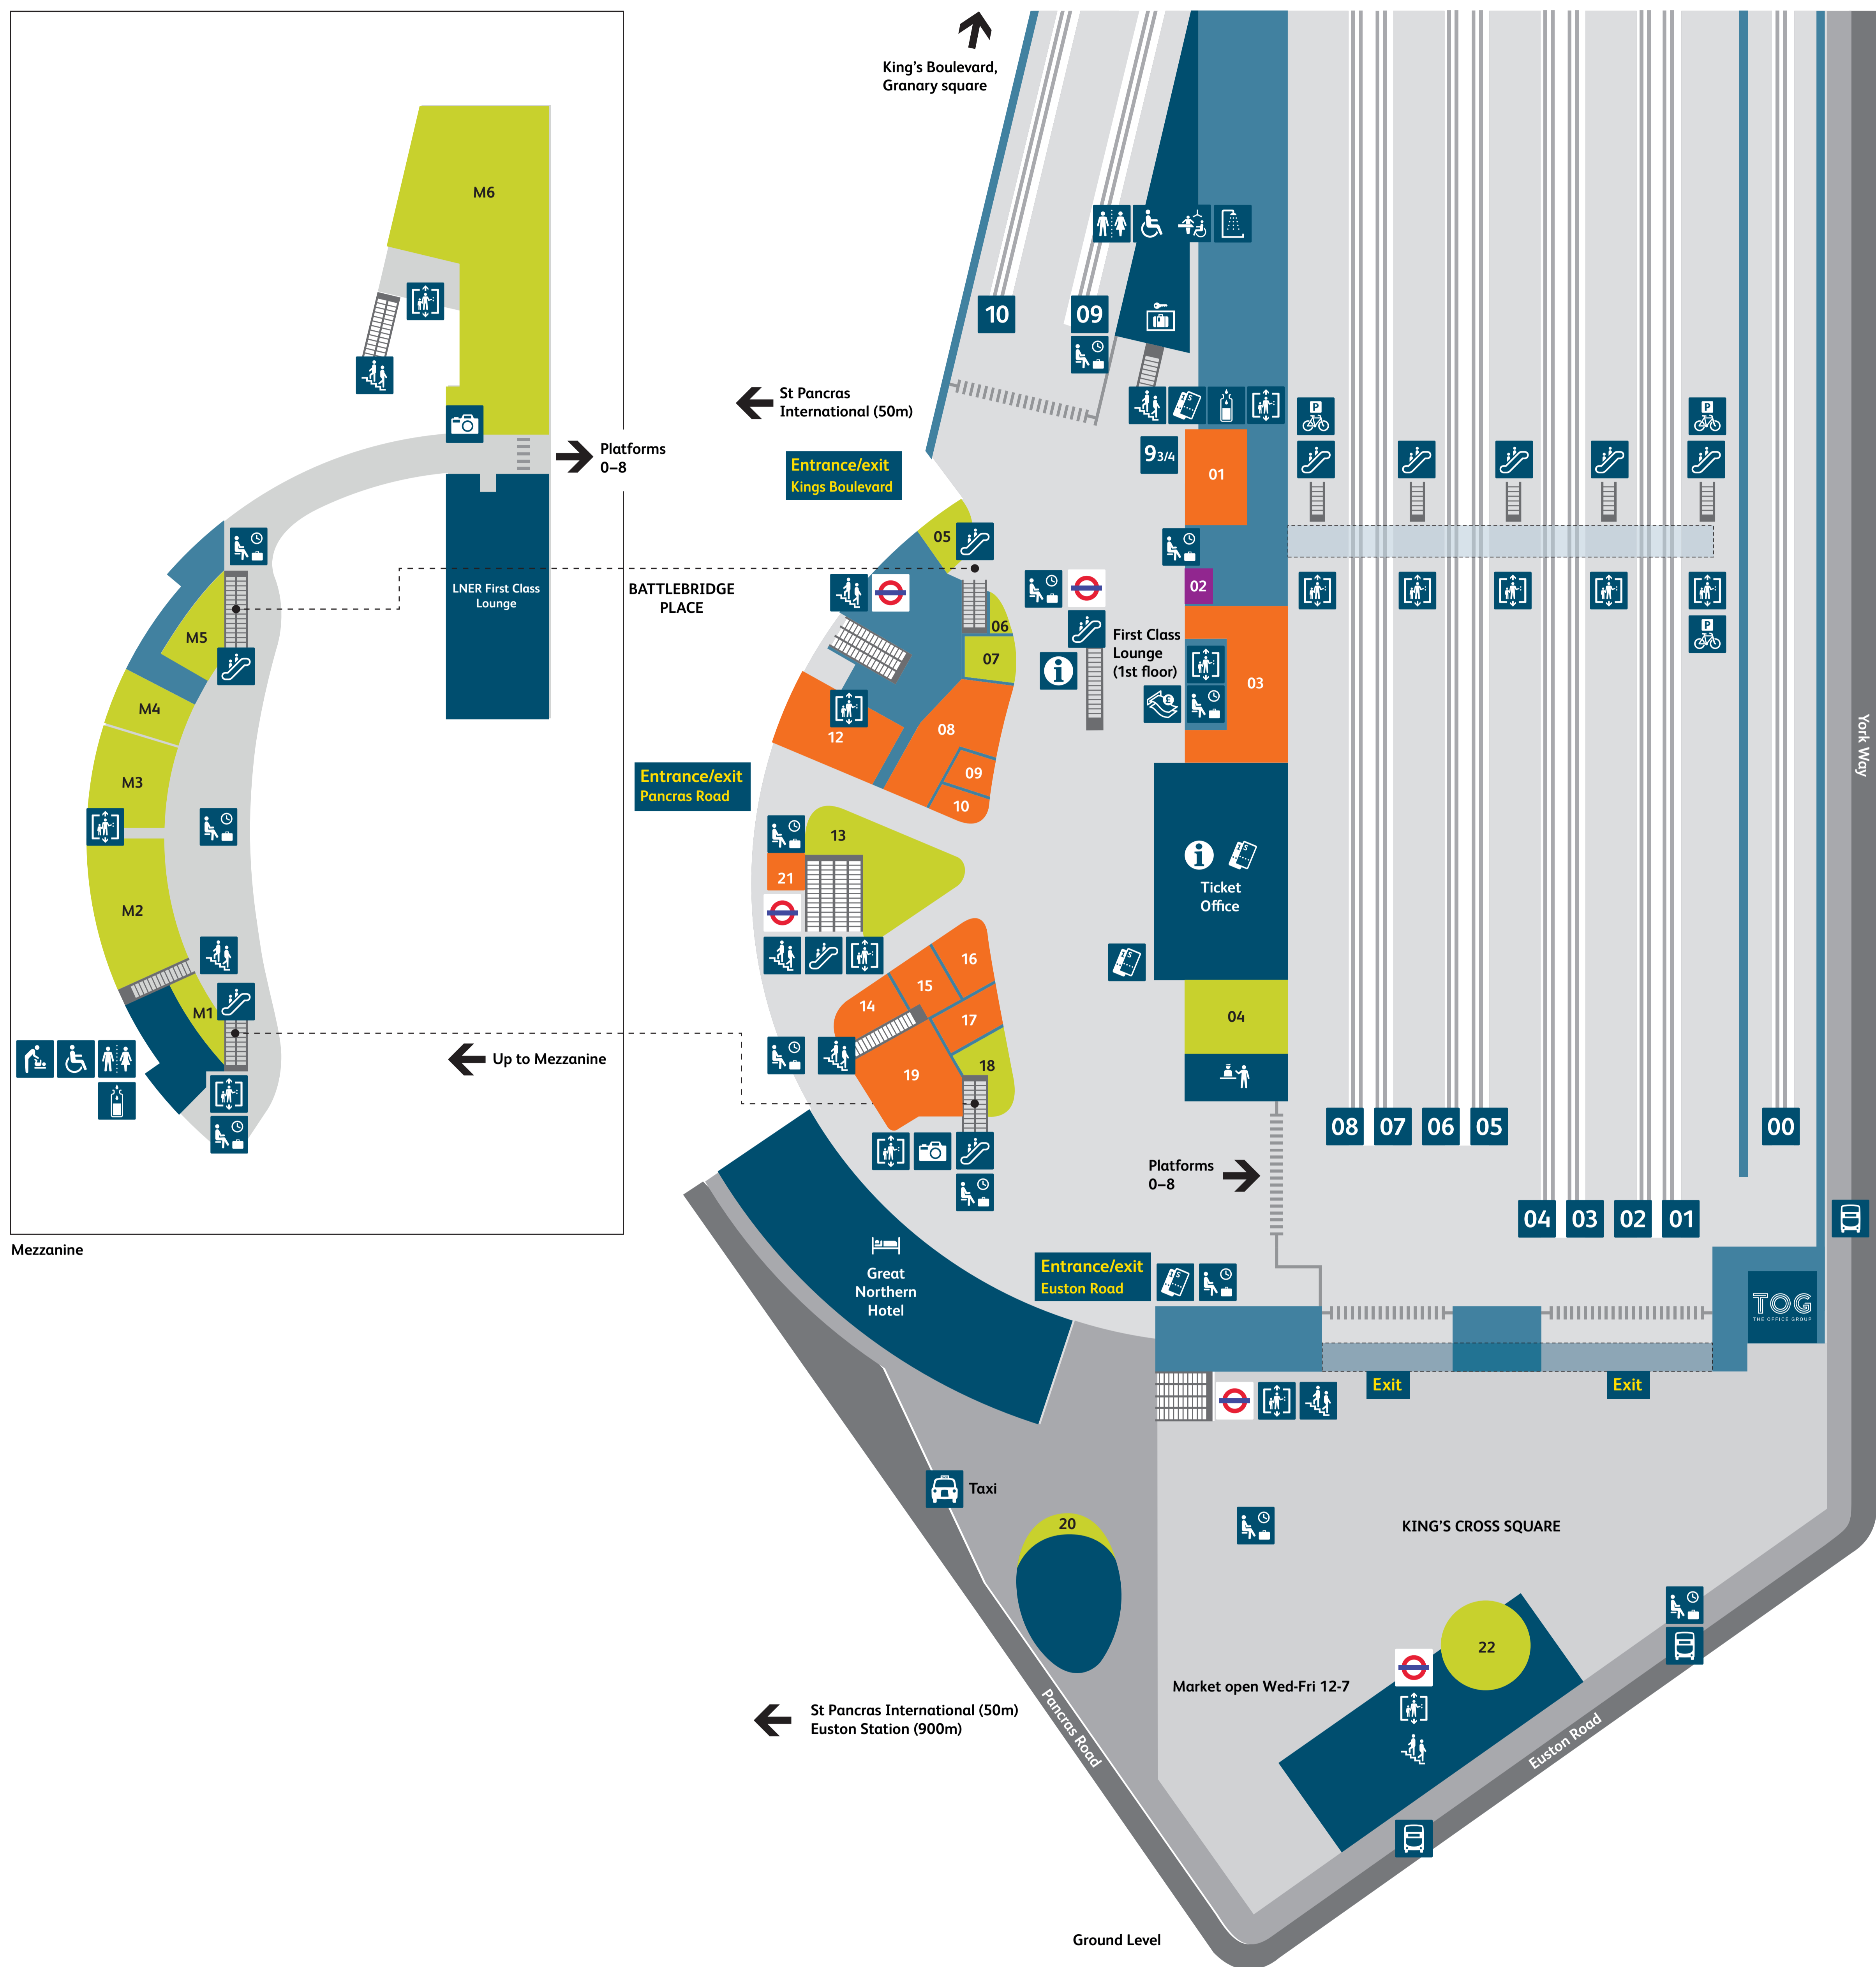 King's Boulevard,
Granary square
M6
10
09
St Pancras
International (50m)
Platforms
0–8
Entrance/exit
Kings Boulevard
9 3/4
01
P
P
05
LNER First Class
Lounge
BATTLEBRIDGE
PLACE
02
06
M5
First Class
Lounge
(1st floor)
P
07
03
M4
08
12
York Way
M3
Entrance/exit
Pancras Road
09
10
13
21
Ticket
Office
M2
16
15
14
17
M1
04
Up to Mezzanine
18
19
08
07
06
05
00
Platforms
0–8
04
03
02
01
Mezzanine
Great
Northern
Hotel
Entrance/exit
Euston Road
TOG
THE OFFICE GROUP
Exit
Exit
Taxi
20
KING'S CROSS SQUARE
22
Market open Wed-Fri 12-7
St Pancras International (50m)
Euston Station (900m)
Pancras Road
Euston Road
Ground Level